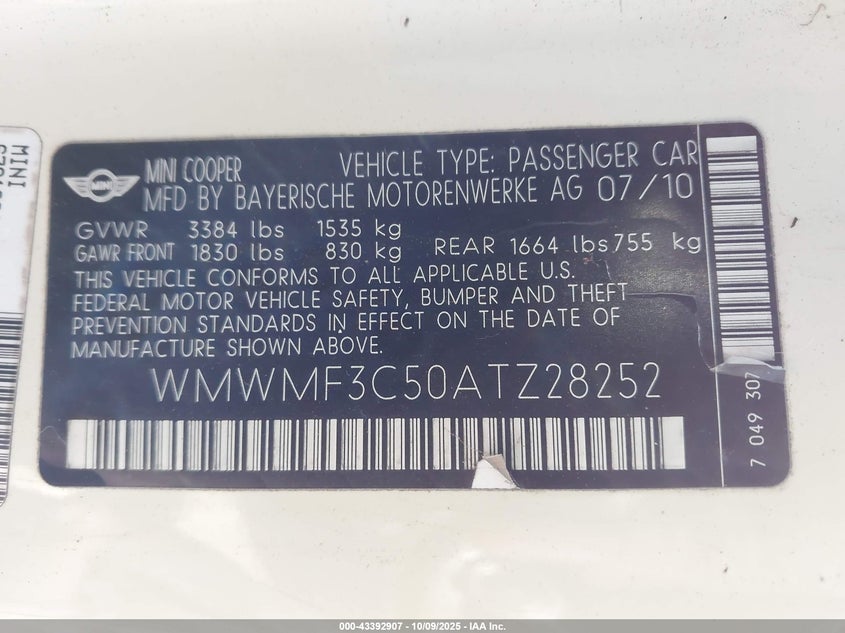 MINI COOPER VEHICLE TYPE: PASSENGER CAR
MINI MFD BY BAYERISCHE MOTORENWERKE AG 07/10
GVWR 3384 lbs 1535 kg
GAWR FRONT 1830 lbs 830 kg REAR 1664 lbs 755 kg
THIS VEHICLE CONFORMS TO ALL APPLICABLE U.S.
FEDERAL MOTOR VEHICLE SAFETY, BUMPER AND THEFT
PREVENTION STANDARDS IN EFFECT ON THE DATE OF
MANUFACTURE SHOWN ABOVE.
WMWMF3C50ATZ28252
7 049 307
MINI
000-43392907 - 10/09/2025 - IAA Inc.